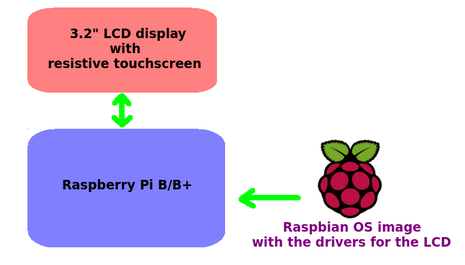 3.2" LCD display
with
resistive touchscreen
Raspberry Pi B/B+
Raspbian OS image
with the drivers for the LCD